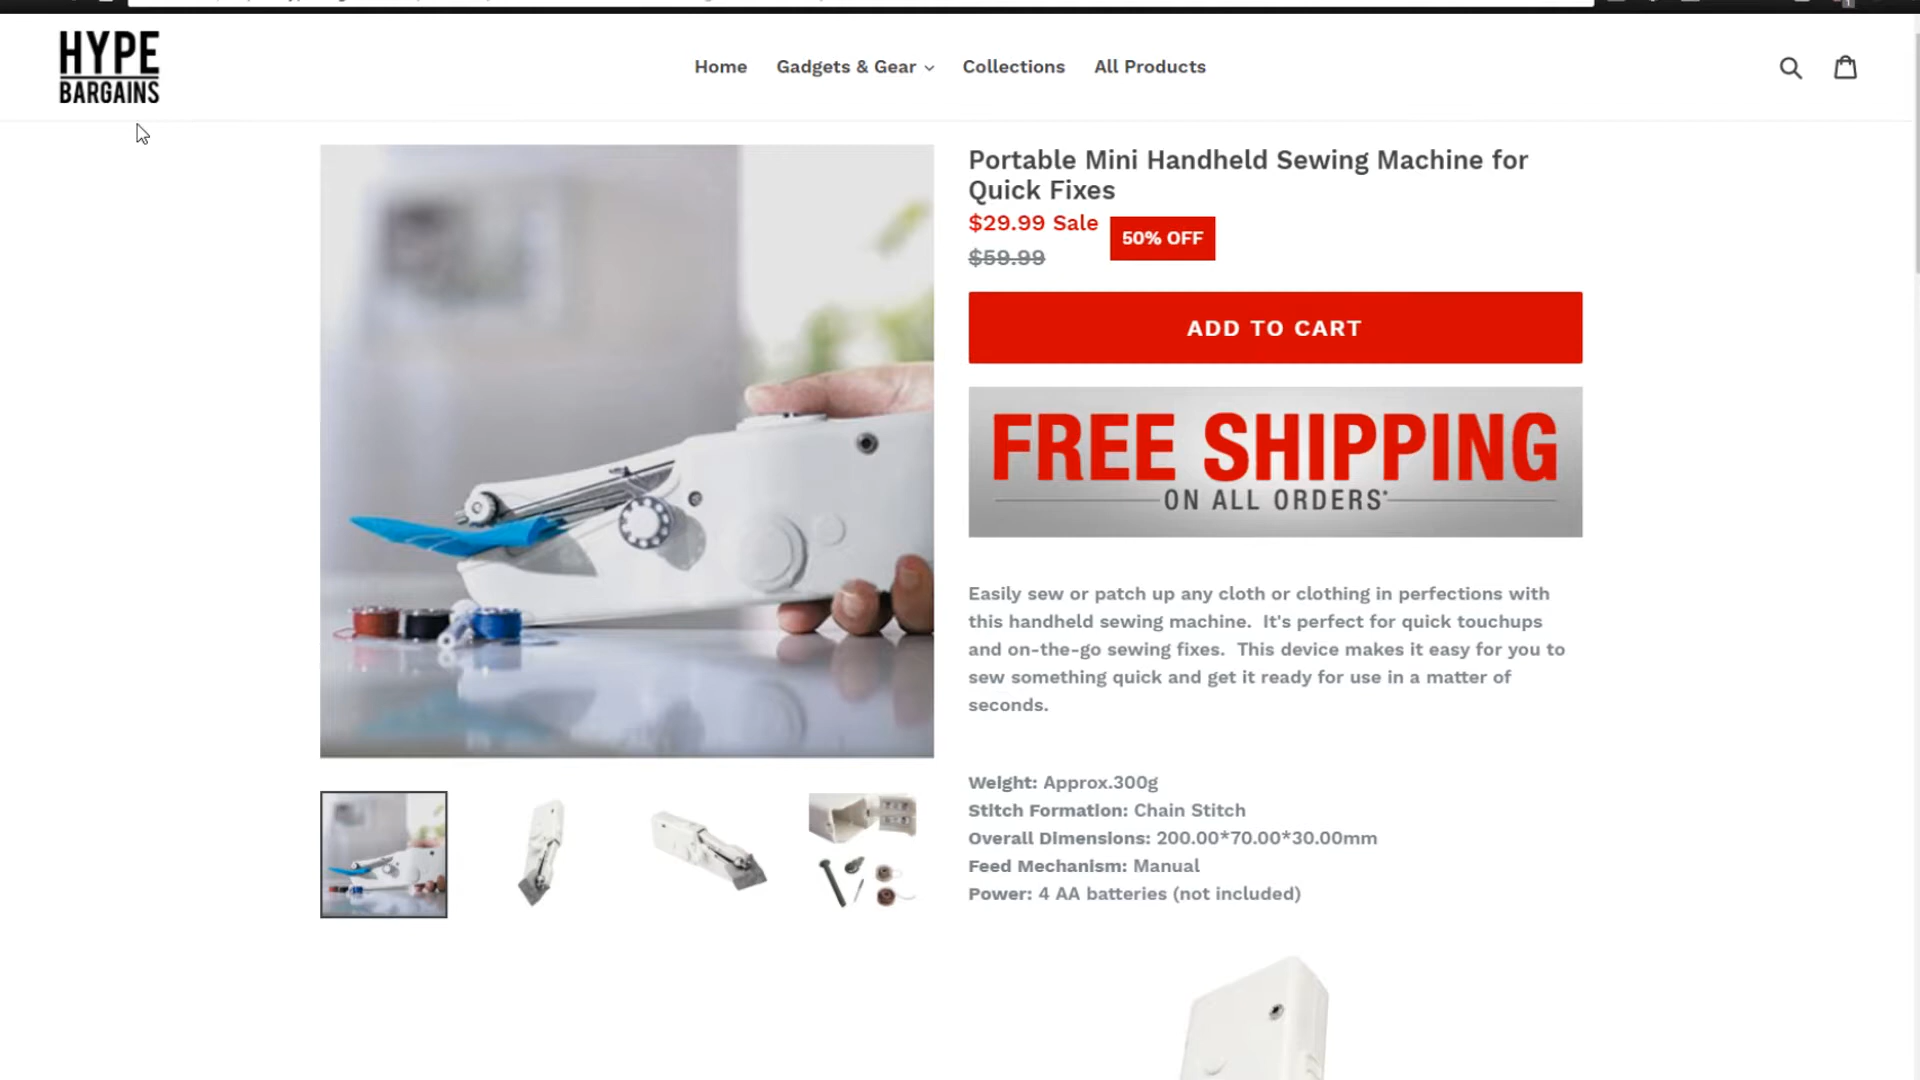 HYPE
BARGAINS
Home
Gadgets & Gear
Collections
All Products
Portable Mini Handheld Sewing Machine for
Quick Fixes
$29.99 Sale
50% OFF
$59.99
ADD TO CART
FREE SHIPPING
ON ALL ORDERS*
Easily sew or patch up any cloth or clothing in perfections with
this handheld sewing machine.  It's perfect for quick touchups
and on-the-go sewing fixes.  This device makes it easy for you to
sew something quick and get it ready for use in a matter of
seconds.
Weight: Approx.300g
Stitch Formation: Chain Stitch
Overall Dimensions: 200.00*70.00*30.00mm
Feed Mechanism: Manual
Power: 4 AA batteries (not included)